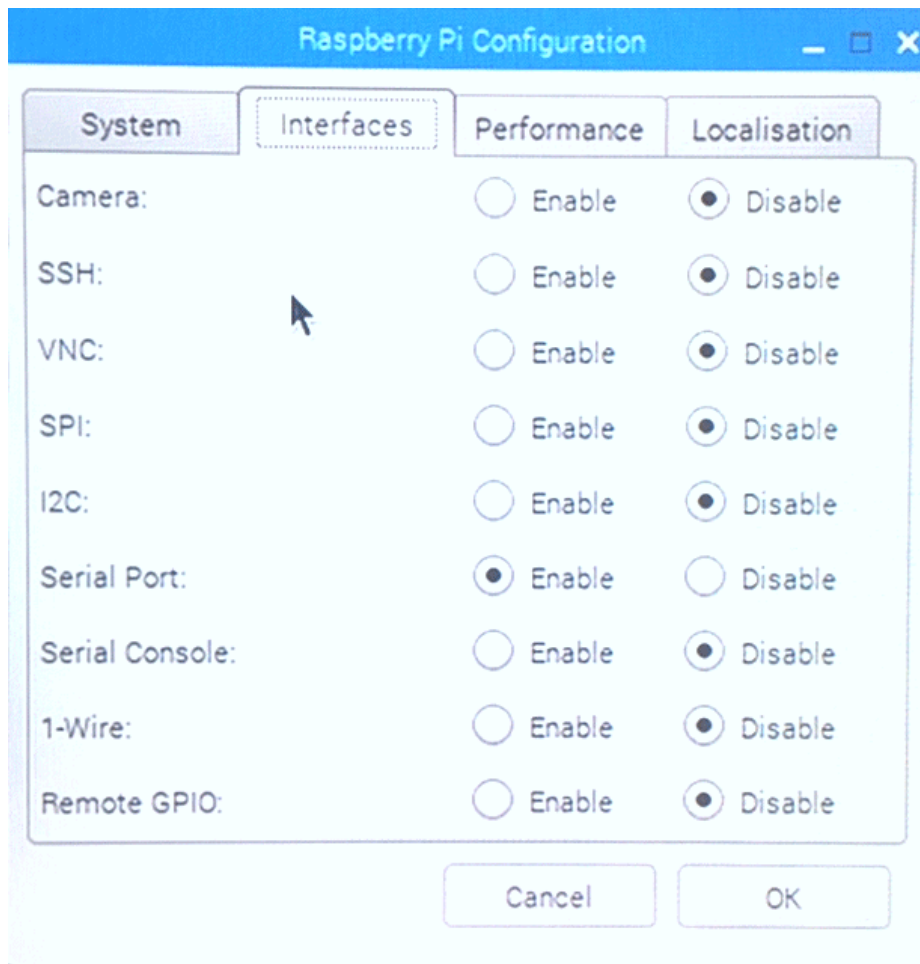 Raspberry Pi Configuration
System Interfaces Performance Localisation
Camera: Enable Disable
SSH: Enable Disable
VNC: Enable Disable
SPI: Enable Disable
I2C: Enable Disable
Serial Port: Enable Disable
Serial Console: Enable Disable
1-Wire: Enable Disable
Remote GPIO: Enable Disable
Cancel OK